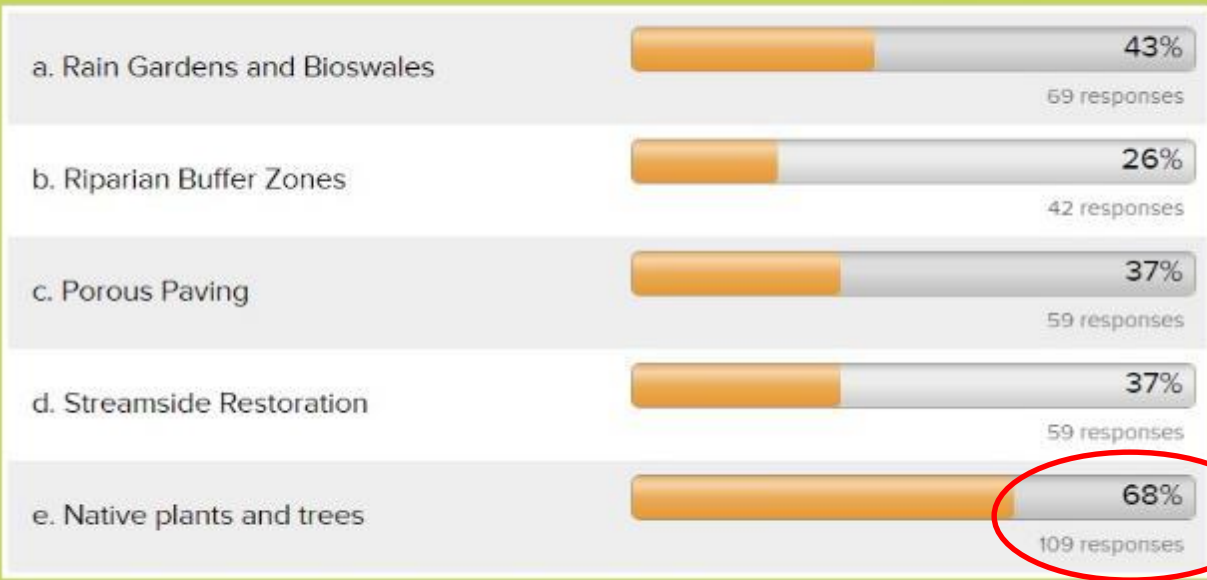 a. Rain Gardens and Bioswales
43%
69 responses
b. Riparian Buffer Zones
26%
42 responses
c. Porous Paving
37%
59 responses
d. Streamside Restoration
37%
59 responses
e. Native plants and trees
68%
109 responses